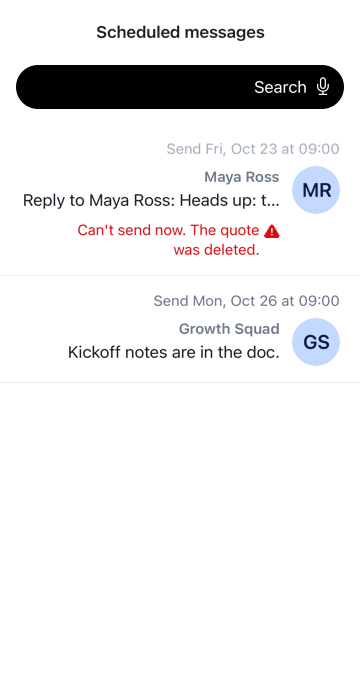 Scheduled messages
Search
Send Fri, Oct 23 at 09:00
Maya Ross
Reply to Maya Ross: Heads up: t...
MR
Can't send now. The quote
was deleted.
Send Mon, Oct 26 at 09:00
Growth Squad
Kickoff notes are in the doc.
GS